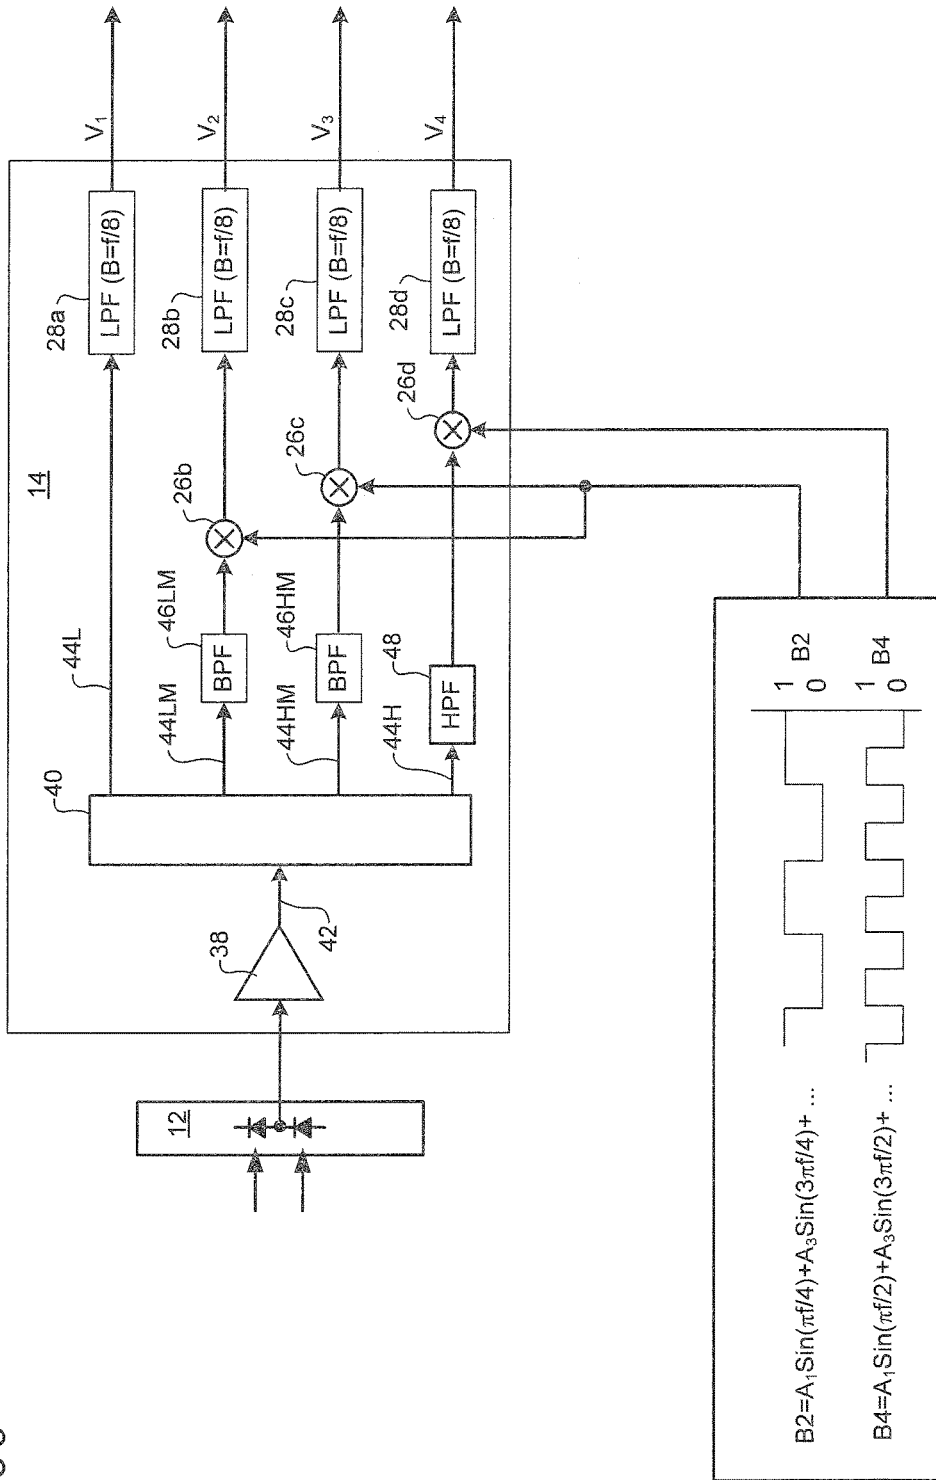 12
38
42
14
40
44L
44LM
44HM
44H
46LM
BPF
46HM
BPF
48
HPF
26b
26c
26d
28a
LPF (B=f/8)
28b
LPF (B=f/8)
28c
LPF (B=f/8)
28d
LPF (B=f/8)
V₁
V₂
V₃
V₄
B2=A₁Sin(πf/4)+A₃Sin(3πf/4)+ ...
1
0
B2
B4=A₁Sin(πf/2)+A₃Sin(3πf/2)+ ...
1
0
B4